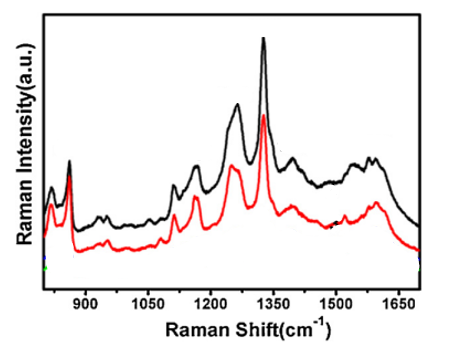 Raman Intensity(a.u.)
900 1050 1200 1350 1500 1650
Raman Shift(cm⁻¹)